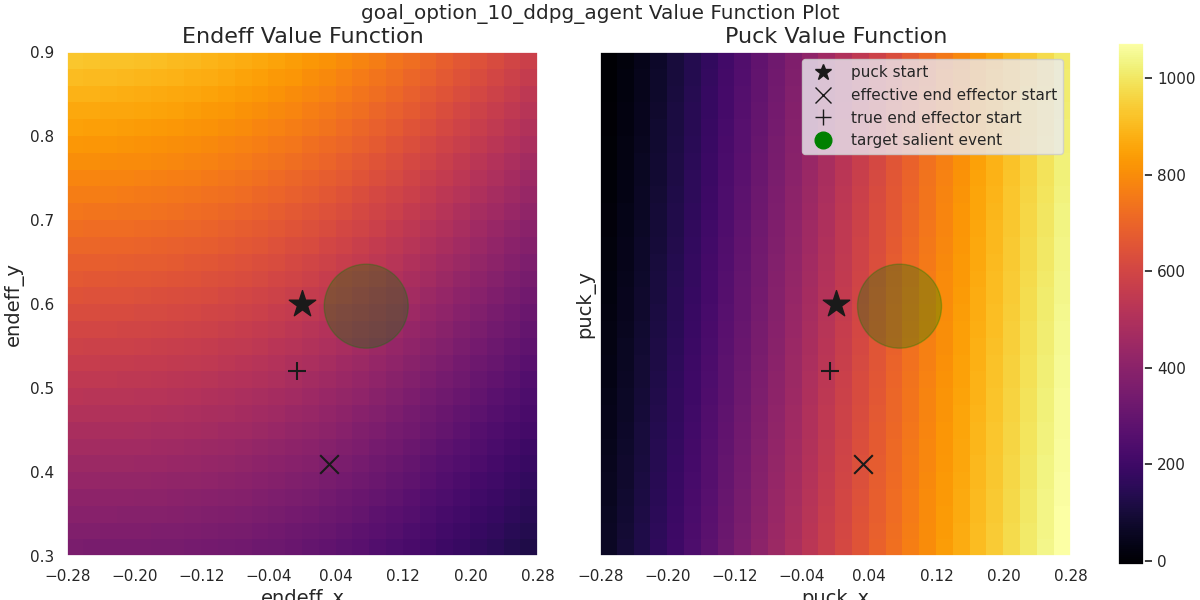 goal_option_10_ddpg_agent Value Function Plot
Endeff Value Function
Puck Value Function
puck start
effective end effector start
true end effector start
target salient event
endeff_y
0.9
0.8
0.7
0.6
0.5
0.4
0.3
−0.28 −0.20 −0.12 −0.04 0.04 0.12 0.20 0.28
endeff_x
puck_y
−0.28 −0.20 −0.12 −0.04 0.04 0.12 0.20 0.28
puck_x
1000
800
600
400
200
0